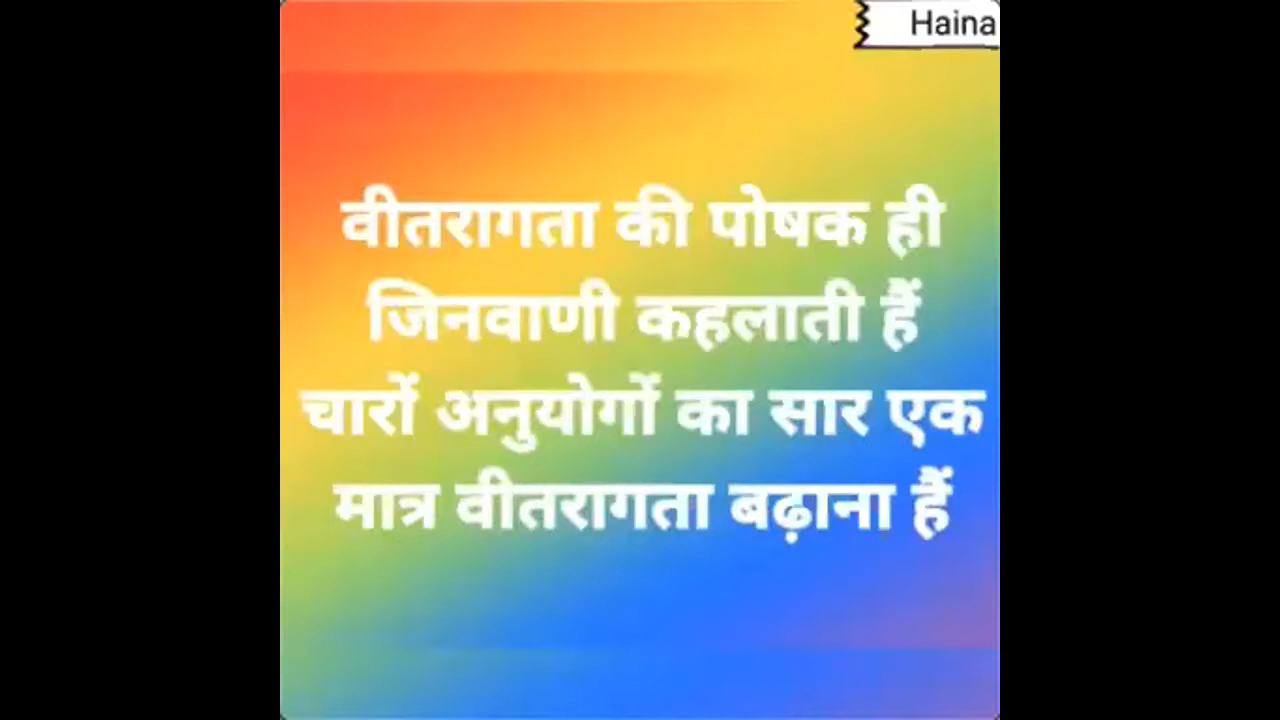 Haina
वीतरागता की पोषक ही
जिनवाणी कहलाती हैं
चारों अनुयोगों का सार एक
मात्र वीतरागता बढ़ाना हैं